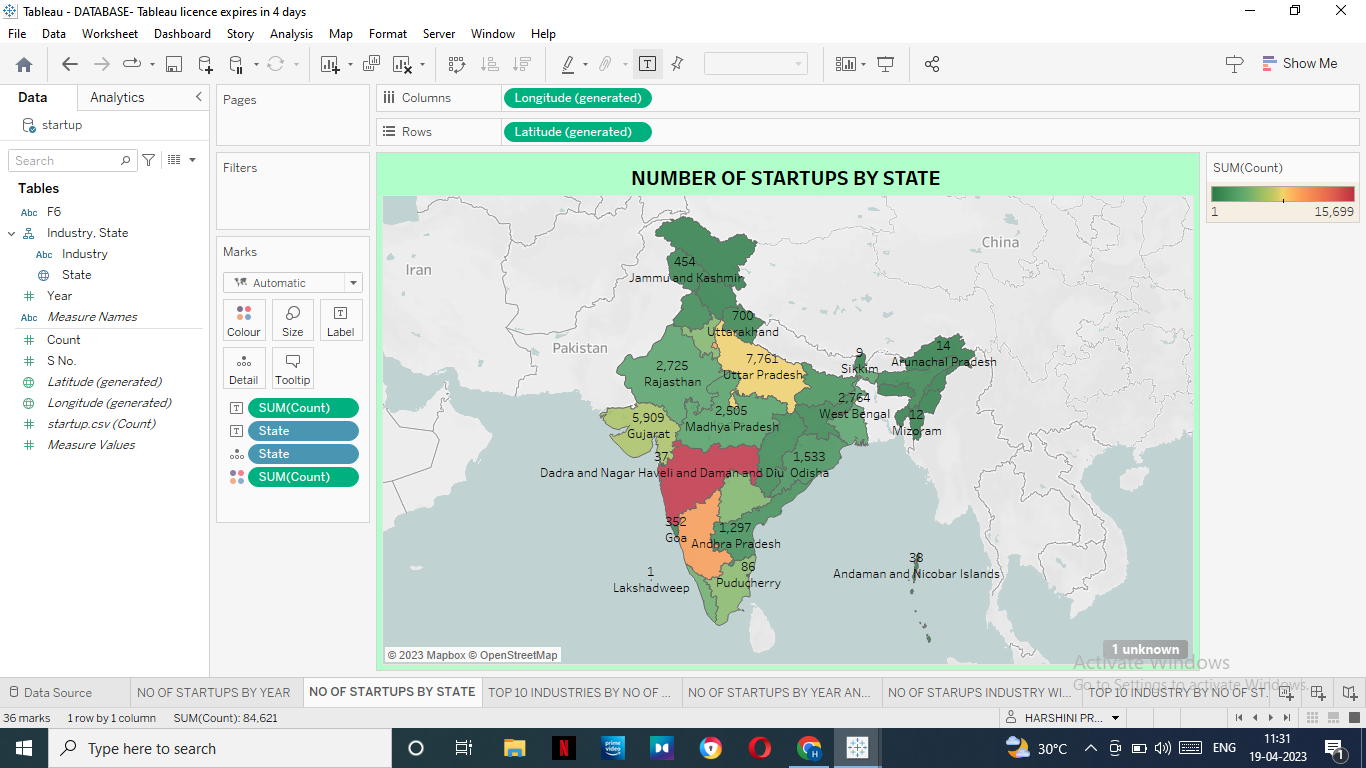 Tableau - DATABASE- Tableau licence expires in 4 days
File Data Worksheet Dashboard Story Analysis Map Format Server Window Help
Show Me
Data Analytics
startup
Search
Tables
Abc F6
Industry, State
Abc Industry
State
Year
Abc Measure Names
Count
S No.
Latitude (generated)
Longitude (generated)
startup.csv (Count)
Measure Values
Pages
Filters
Marks
Automatic
Colour Size Label
Detail Tooltip
SUM(Count)
State
State
SUM(Count)
Columns Longitude (generated)
Rows Latitude (generated)
NUMBER OF STARTUPS BY STATE
Iran
China
Pakistan
454
Jammu and Kashmir
700
Uttarakhand
2,725
Rajasthan
7,761
Uttar Pradesh
9
Sikkim
14
Arunachal Pradesh
5,909
Gujarat
2,505
Madhya Pradesh
2,764
West Bengal
12
Mizoram
37
Dadra and Nagar Haveli and Daman and Diu
1,533
Odisha
352
Goa
1,297
Andhra Pradesh
1
Lakshadweep
86
Puducherry
38
Andaman and Nicobar Islands
© 2023 Mapbox © OpenStreetMap
1 unknown
SUM(Count)
1 15,699
Activate Windows
Go to Settings to activate Windows.
Data Source NO OF STARTUPS BY YEAR NO OF STARTUPS BY STATE TOP 10 INDUSTRIES BY NO OF ... NO OF STARTUPS BY YEAR AN... NO OF STARUPS INDUSTRY WI... TOP 10 INDUSTRY BY NO OF ST...
36 marks 1 row by 1 column SUM(Count): 84,621
HARSHINI PR...
Type here to search
N
prime video
H
30°C
ENG
11:31
19-04-2023
1